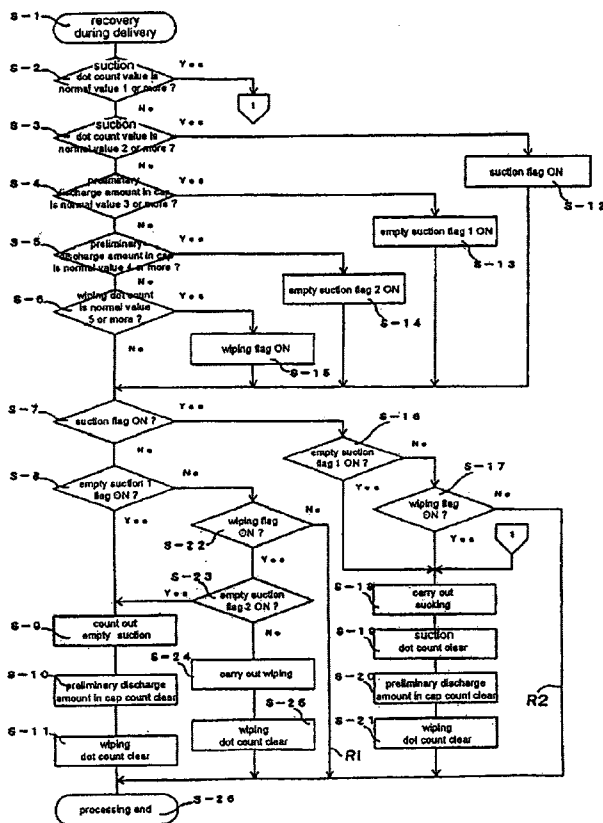 S-1
recovery
during delivery
S-2
suction
dot count value is
normal value 1 or more ?
Yes
1
No
S-3
suction
dot count value is
normal value 2 or more ?
Yes
suction flag ON
S-12
No
S-4
preliminary
discharge amount in cap
is normal value 3 or more ?
Yes
empty suction flag 1 ON
S-13
No
S-5
preliminary
discharge amount in cap
is normal value 4 or more ?
Yes
empty suction flag 2 ON
S-14
No
S-6
wiping dot count
is normal value
5 or more ?
Yes
wiping flag ON
S-15
No
S-7
suction flag ON ?
Yes
S-16
empty suction
flag 1 ON ?
No
S-17
wiping flag
ON ?
No
Yes
Yes
1
No
S-8
empty suction 1
flag ON ?
No
Yes
S-22
wiping flag
ON ?
No
Yes
S-23
empty suction
flag 2 ON ?
Yes
No
S-9
count out
empty suction
S-10
preliminary discharge
amount in cap count clear
S-11
wiping
dot count clear
S-24
carry out wiping
S-25
wiping
dot count clear
R1
S-18
carry out
sucking
S-19
suction
dot count clear
S-20
preliminary discharge
amount in cap count clear
S-21
wiping
dot count clear
R2
processing end
S-26